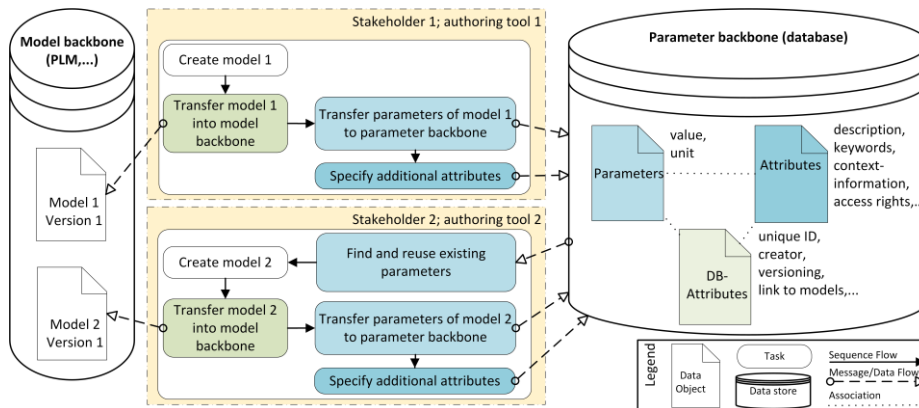 Model backbone
(PLM,...)
Model 1
Version 1
Model 2
Version 1
Stakeholder 1; authoring tool 1
Create model 1
Transfer model 1
into model
backbone
Transfer parameters of model 1
to parameter backbone
Specify additional attributes
Stakeholder 2; authoring tool 2
Find and reuse existing
parameters
Create model 2
Transfer model 2
into model
backbone
Transfer parameters of model 2
to parameter backbone
Specify additional attributes
Parameter backbone (database)
Parameters
value,
unit
Attributes
description,
keywords,
context-
information,
access rights,..
DB-
Attributes
unique ID,
creator,
versioning,
link to models,...
Legend
Data
Object
Task
Data store
Sequence Flow
Message/Data Flow
Association